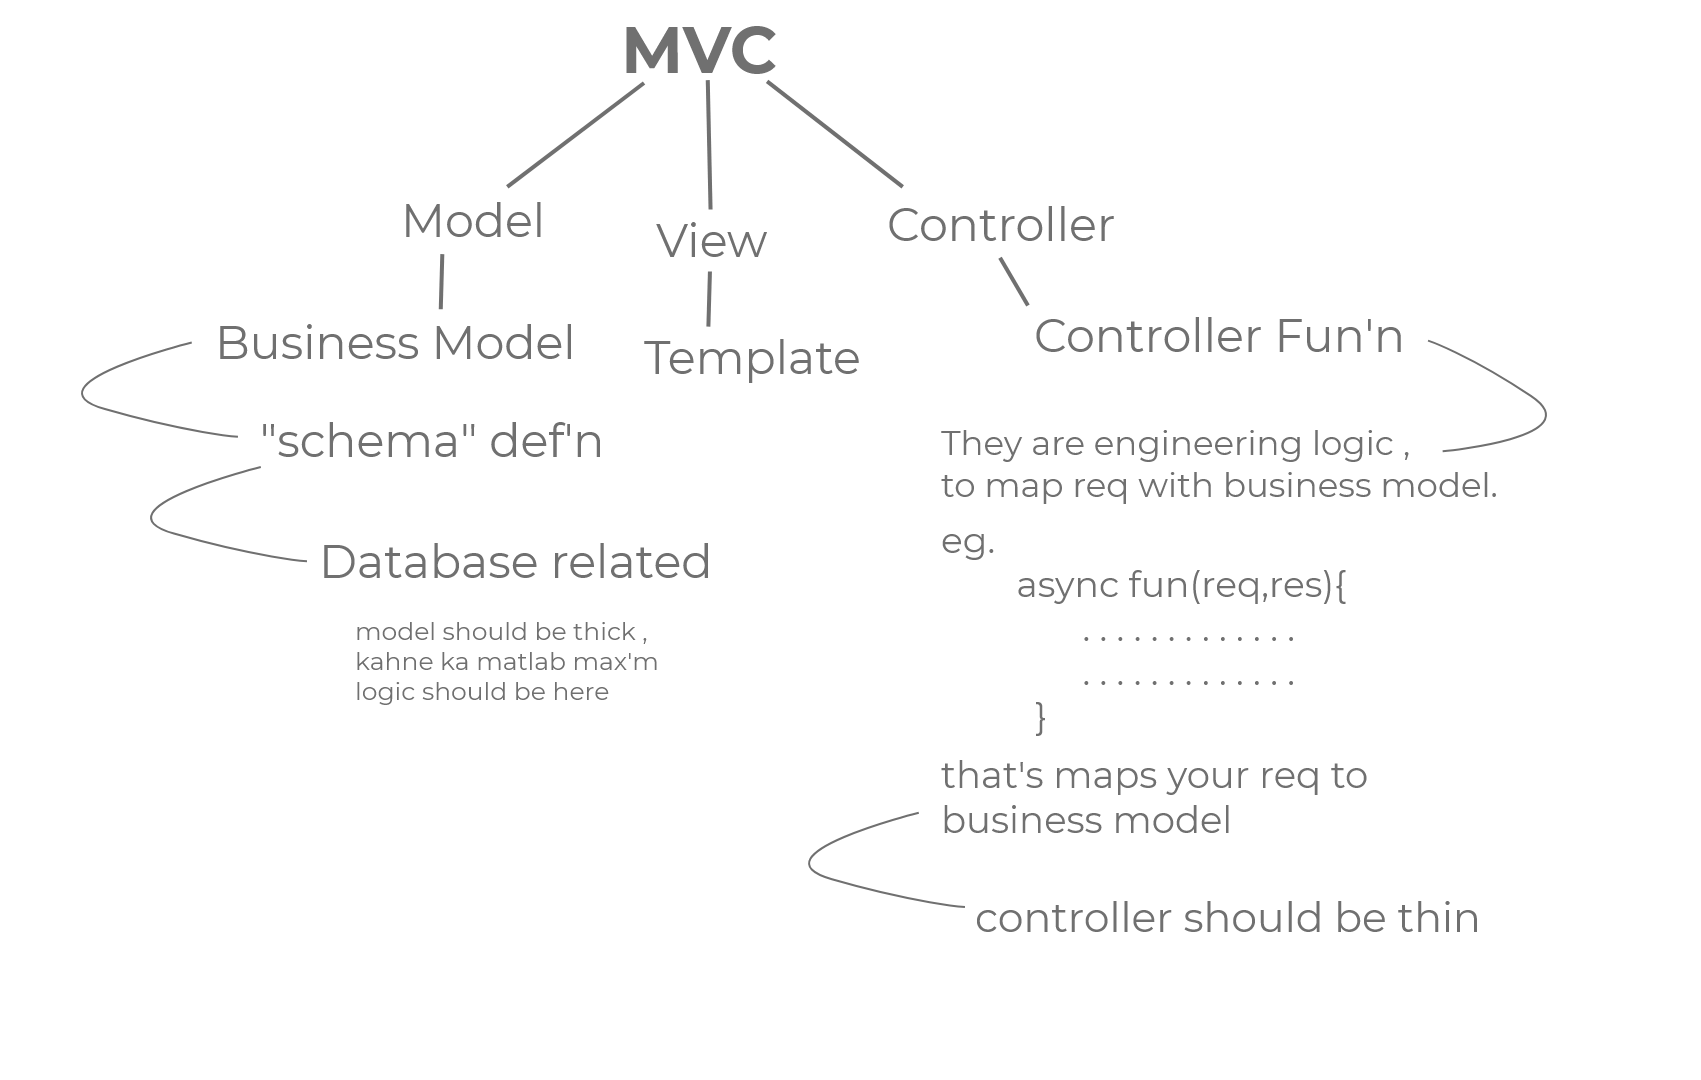 MVC
Model
View
Controller
Business Model
Template
Controller Fun'n
"schema" def'n
Database related
model should be thick ,
kahne ka matlab max'm
logic should be here
They are engineering logic ,
to map req with business model.
eg.
async fun(req,res){
. . . . . . . . . . . . .
. . . . . . . . . . . . .
}
that's maps your req to
business model
controller should be thin